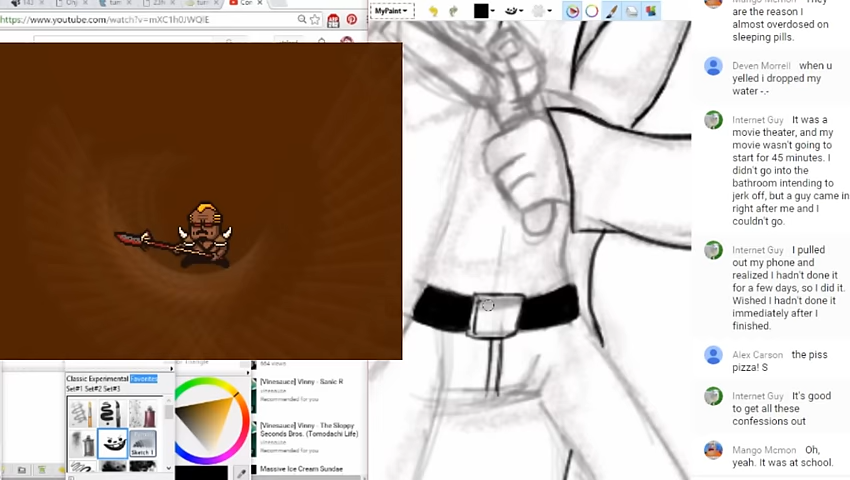 https://www.youtube.com/watch?v=mXC1h0JWQIE
MyPaint
Classic Experimental Favorites
Set#1 Set#2 Set#3
[Vinesauce] Vinny - Sanic R
Recommended for you
[Vinesauce] Vinny - The Sloppy
Seconds Bros. (Tomodachi Life)
vinesauce
Recommended for you
Massive Ice Cream Sundae
are the reason I
almost overdosed on
sleeping pills.
Deven Morrell when u
yelled i dropped my
water -.-
Internet Guy It was a
movie theater, and my
movie wasn't going to
start for 45 minutes. I
didn't go into the
bathroom intending to
jerk off, but a guy came in
right after me and I
couldn't go.
Internet Guy I pulled
out my phone and
realized I hadn't done it
for a few days, so I did it.
Wished I hadn't done it
immediately after I
finished.
Alex Carson the piss
pizza! S
Internet Guy It's good
to get all these
confessions out
Mango Mcmon Oh,
yeah. It was at school.